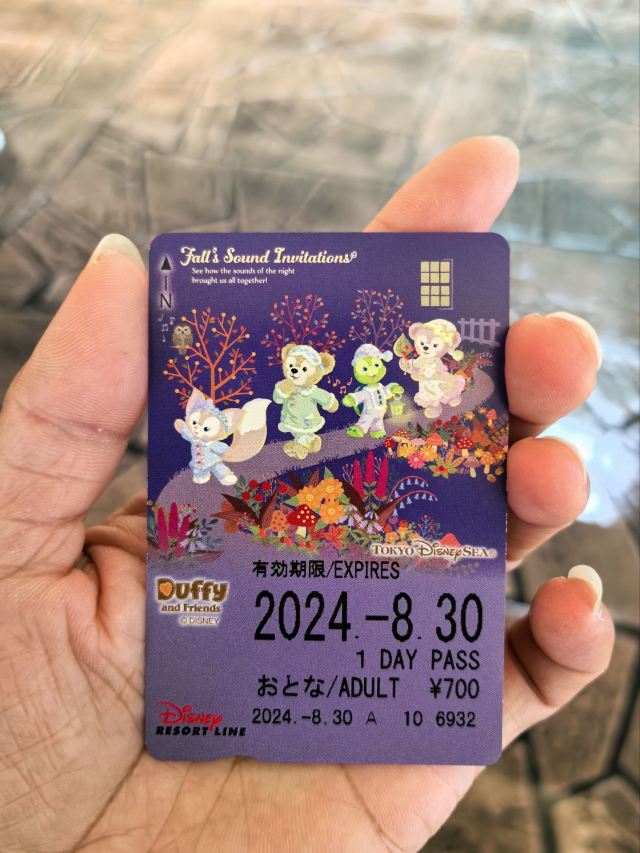 Fall's Sound Invitations
See how the sounds of the night
brought us all together!
IN
TOKYO DISNEYSEA®
有効期限/EXPIRES
Duffy
and Friends
© DISNEY
2024.-8.30
1 DAY PASS
おとな/ADULT ¥700
Disney
RESORT LINE
2024.-8.30 A 10 6932